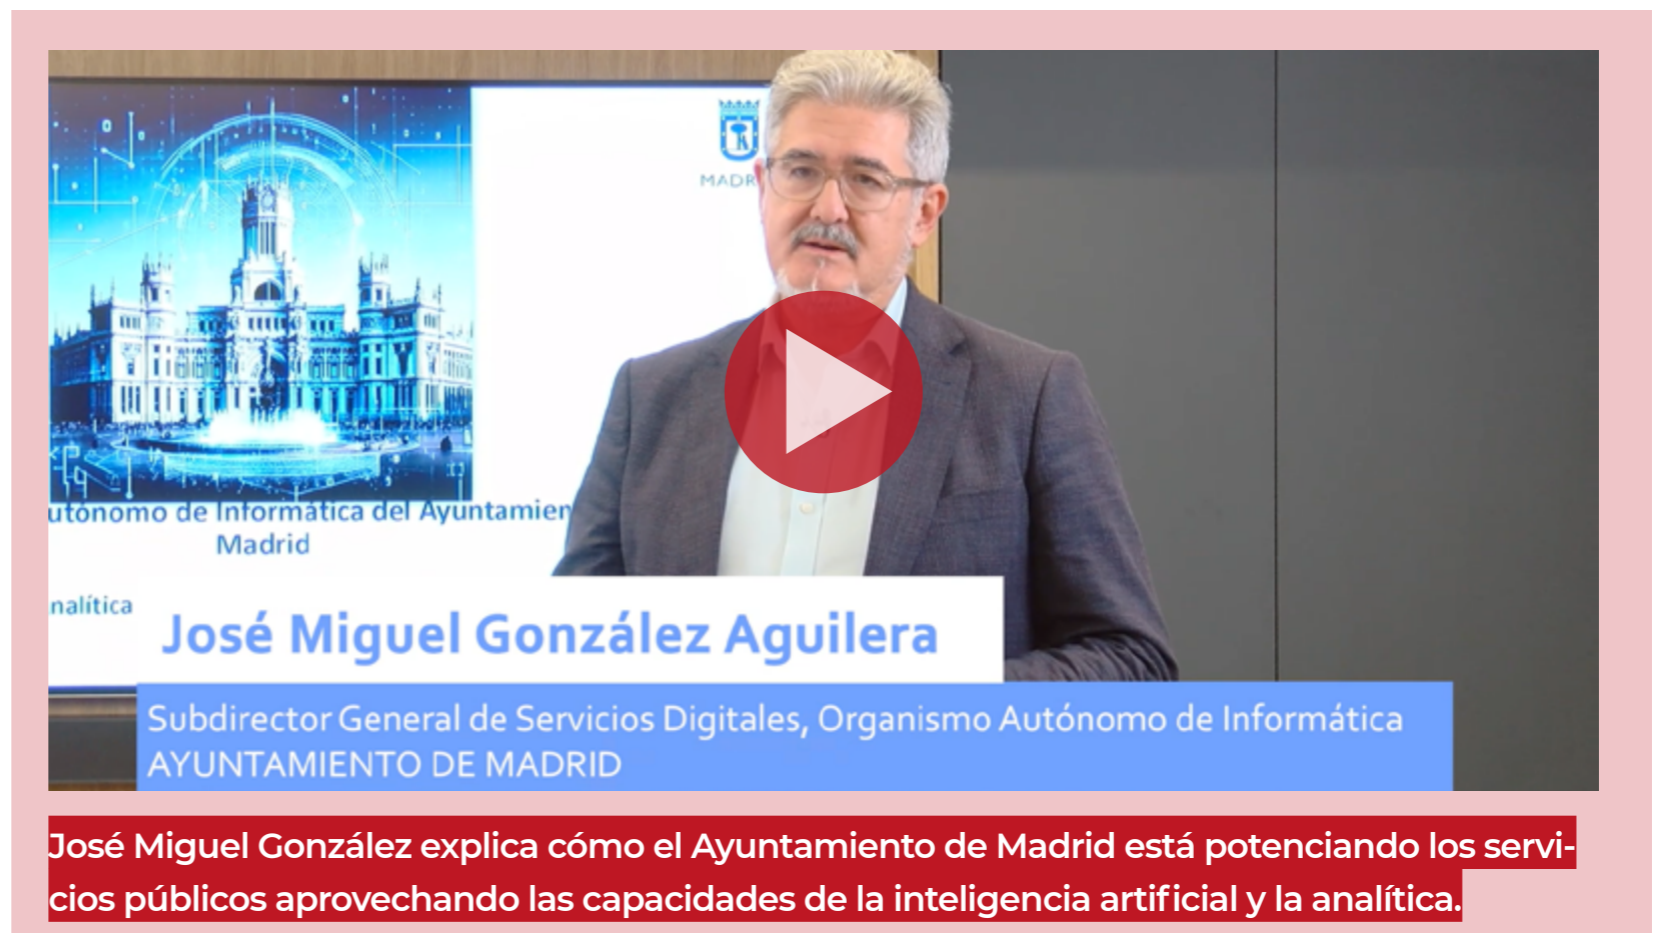 MADR
utónomo de Informática del Ayuntamien
Madrid
nalítica
José Miguel González Aguilera
Subdirector General de Servicios Digitales, Organismo Autónomo de Informática
AYUNTAMIENTO DE MADRID
José Miguel González explica cómo el Ayuntamiento de Madrid está potenciando los servi-
cios públicos aprovechando las capacidades de la inteligencia artificial y la analítica.